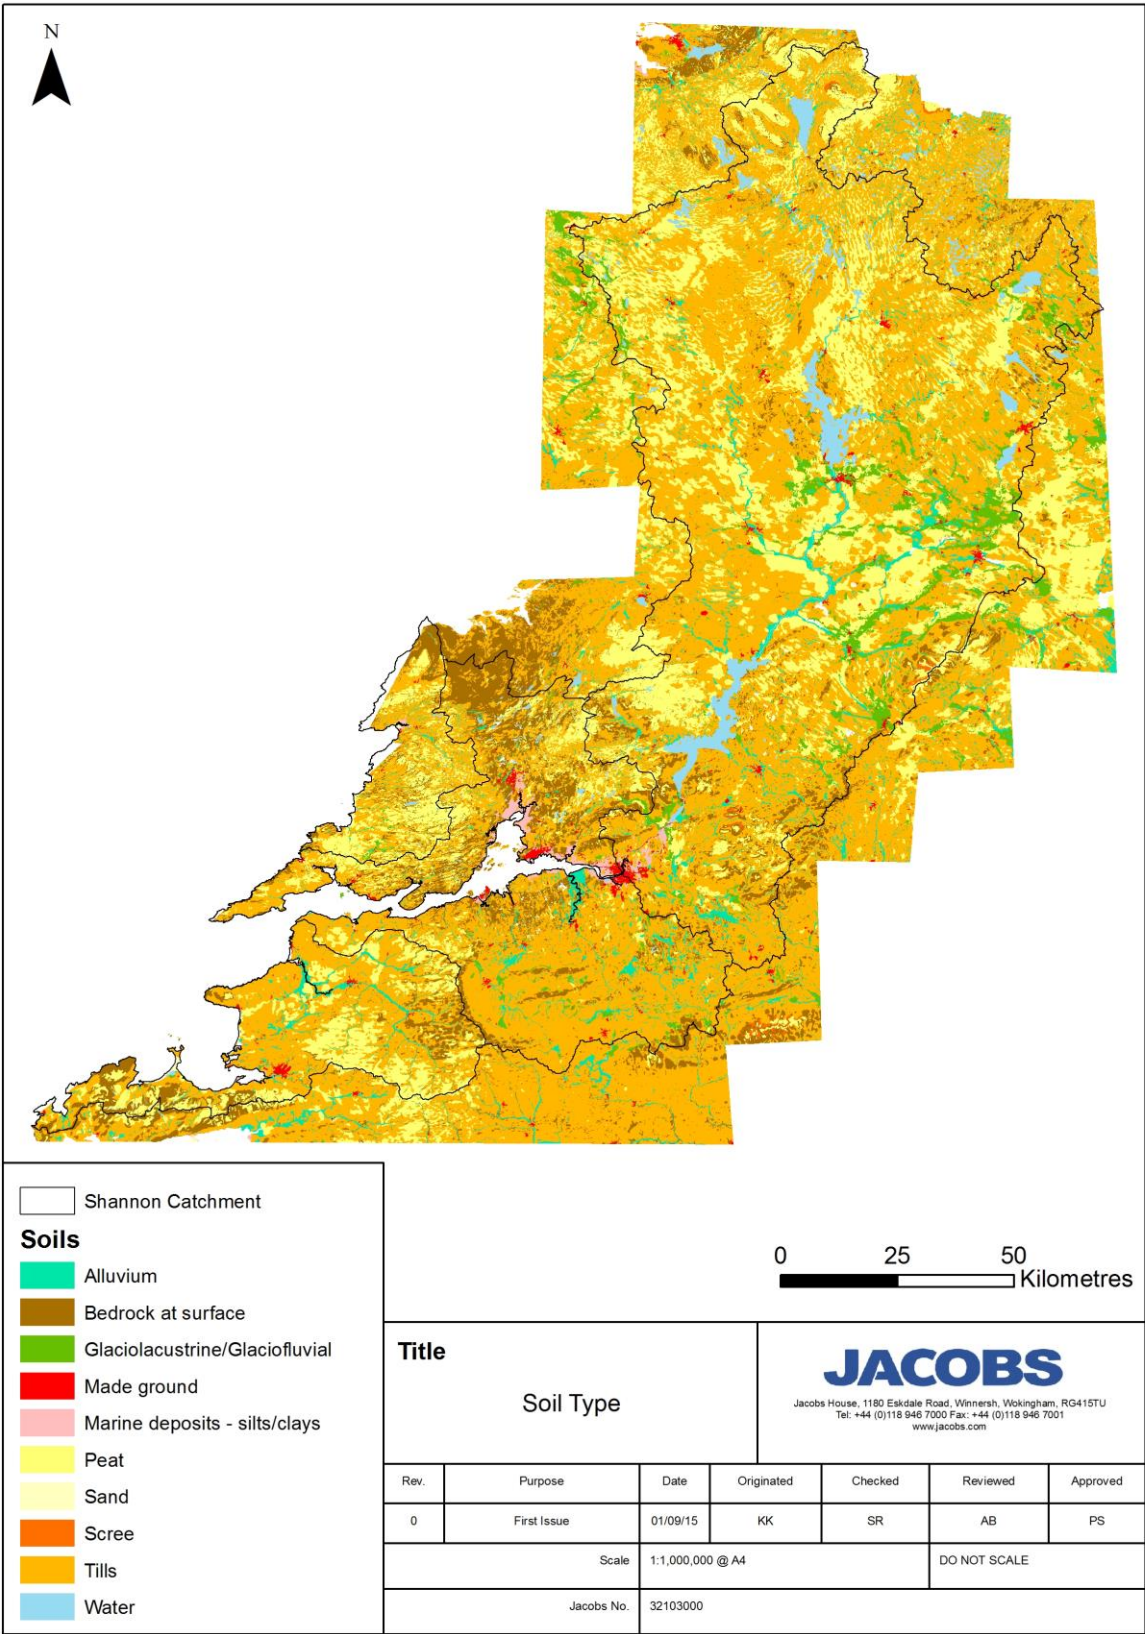 N
Shannon Catchment
Soils
Alluvium
Bedrock at surface
Glaciolacustrine/Glaciofluvial
Made ground
Marine deposits - silts/clays
Peat
Sand
Scree
Tills
Water
0 25 50
Kilometres
Title
Soil Type
JACOBS
Jacobs House, 1180 Eskdale Road, Winnersh, Wokingham, RG415TU
Tel: +44 (0)118 946 7000 Fax: +44 (0)118 946 7001
www.jacobs.com
Rev. Purpose Date Originated Checked Reviewed Approved
0 First Issue 01/09/15 KK SR AB PS
Scale 1:1,000,000 @ A4 DO NOT SCALE
Jacobs No. 32103000